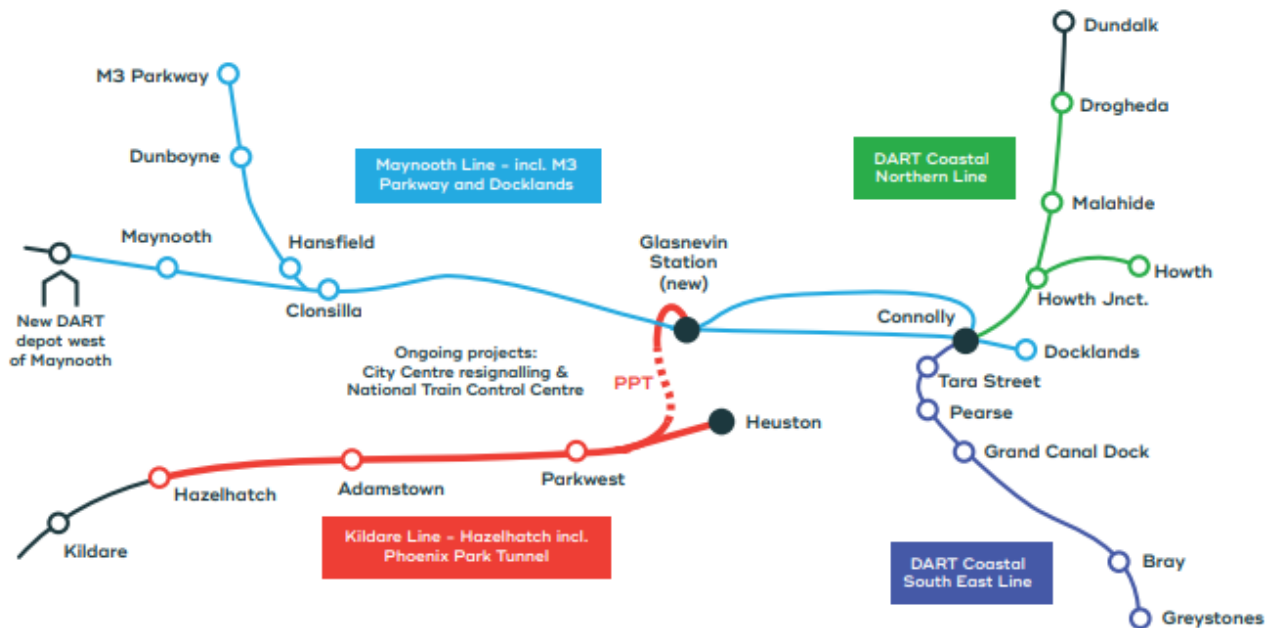 Dundalk
M3 Parkway
Drogheda
Dunboyne
Maynooth Line - incl. M3
Parkway and Docklands
DART Coastal
Northern Line
Malahide
Maynooth
Hansfield
Glasnevin
Station
(new)
Howth
Howth Jnct.
Clonsilla
Connolly
New DART
depot west
of Maynooth
Docklands
Ongoing projects:
City Centre resignalling &
National Train Control Centre
PPT
Tara Street
Pearse
Heuston
Grand Canal Dock
Parkwest
Adamstown
Hazelhatch
Kildare Line - Hazelhatch incl.
Phoenix Park Tunnel
Kildare
DART Coastal
South East Line
Bray
Greystones